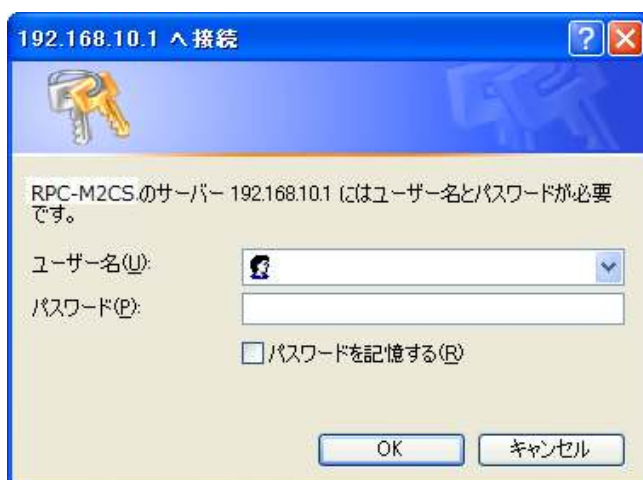 192.168.10.1 へ接続
RPC-M2CS.のサーバー 192.168.10.1 にはユーザー名とパスワードが必要
です。
ユーザー名(U):
パスワード(P):
パスワードを記憶する(R)
OK キャンセル